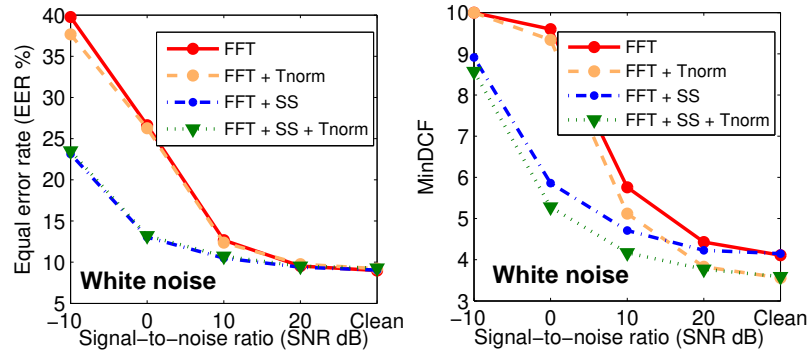 40
35
30
25
20
15
10
5
Equal error rate (EER %)
FFT
FFT + Tnorm
FFT + SS
FFT + SS + Tnorm
White noise
−10 0 10 20 Clean
Signal−to−noise ratio (SNR dB)
10
9
8
7
6
5
4
3
MinDCF
FFT
FFT + Tnorm
FFT + SS
FFT + SS + Tnorm
White noise
−10 0 10 20 Clean
Signal−to−noise ratio (SNR dB)